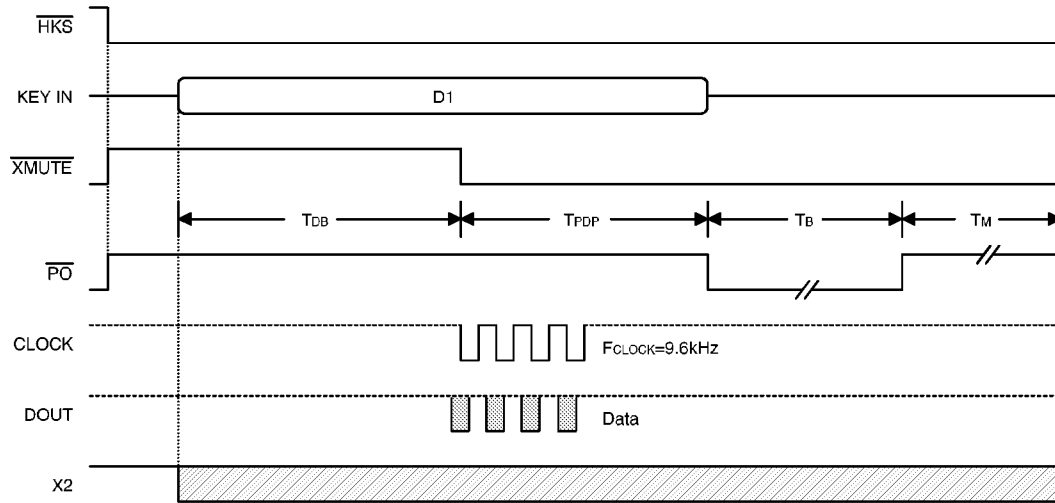 HKS
KEY IN
D1
XMUTE
TDB
TPDP
TB
TM
PO
CLOCK
FCLOCK=9.6kHz
DOUT
Data
X2